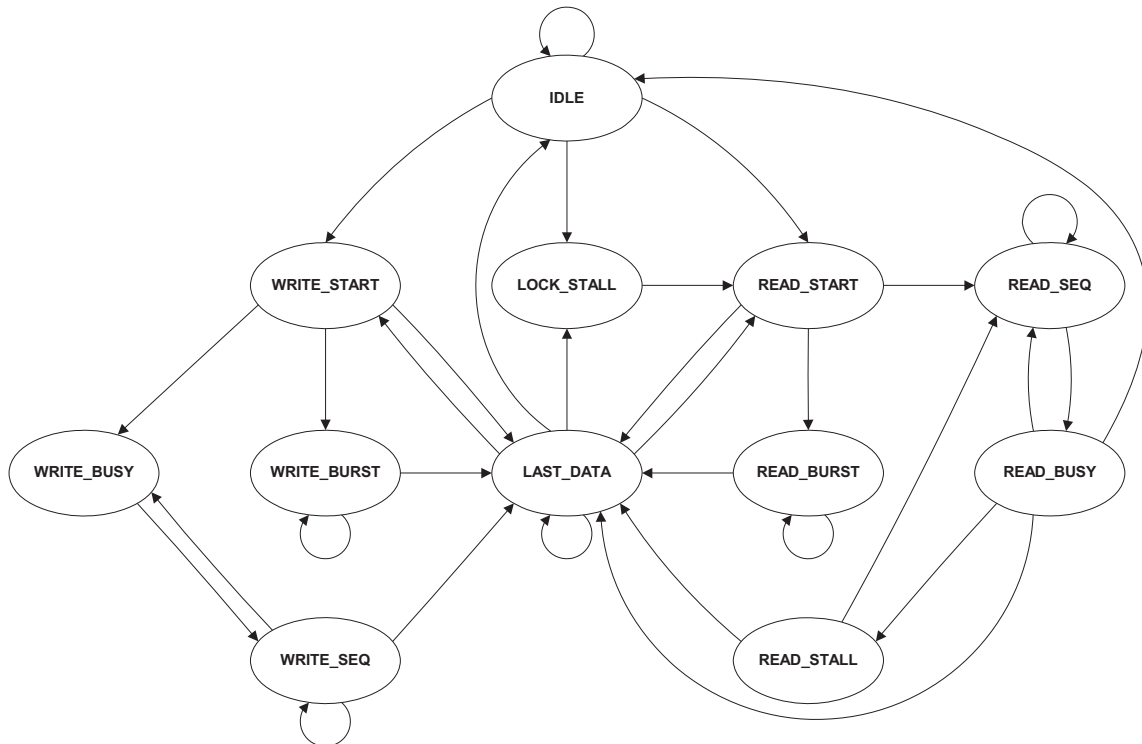 IDLE
WRITE_START
LOCK_STALL
READ_START
READ_SEQ
WRITE_BUSY
WRITE_BURST
LAST_DATA
READ_BURST
READ_BUSY
WRITE_SEQ
READ_STALL